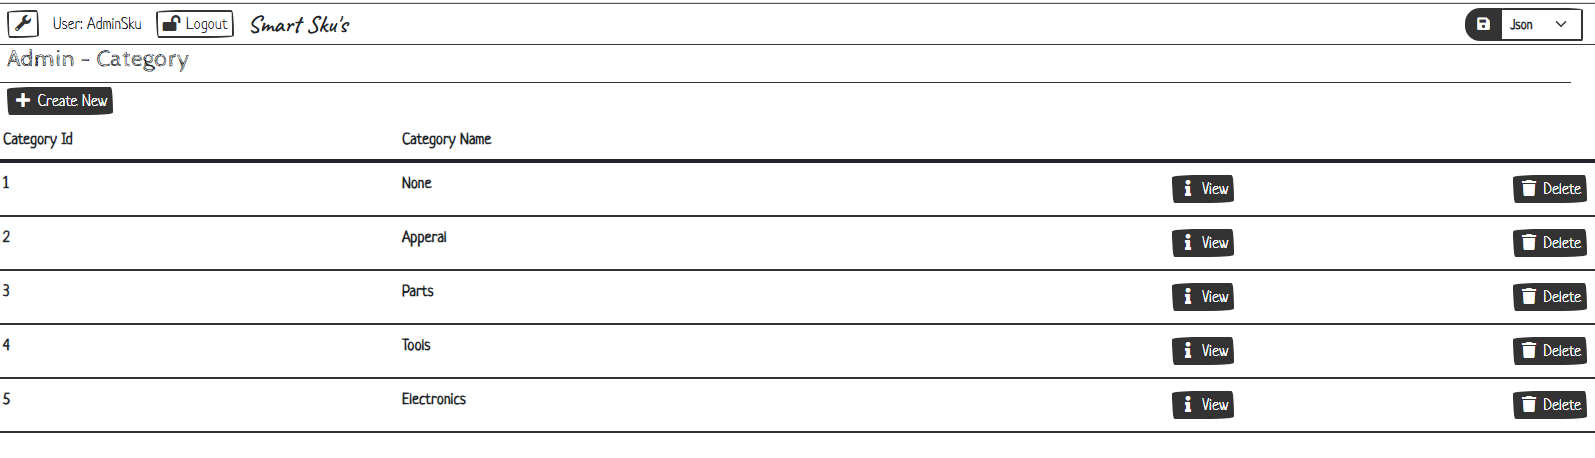 User: AdminSku Logout Smart Sku's Json
Admin - Category
Create New
Category Id Category Name
1 None View Delete
2 Apperal View Delete
3 Parts View Delete
4 Tools View Delete
5 Electronics View Delete